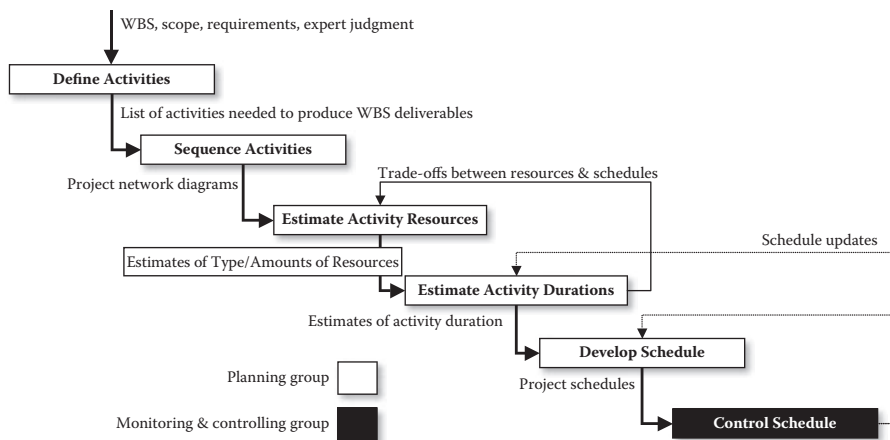 WBS, scope, requirements, expert judgment
Define Activities
List of activities needed to produce WBS deliverables
Sequence Activities
Trade-offs between resources & schedules
Project network diagrams
Estimate Activity Resources
Schedule updates
Estimates of Type/Amounts of Resources
Estimate Activity Durations
Estimates of activity duration
Develop Schedule
Planning group
Project schedules
Monitoring & controlling group
Control Schedule